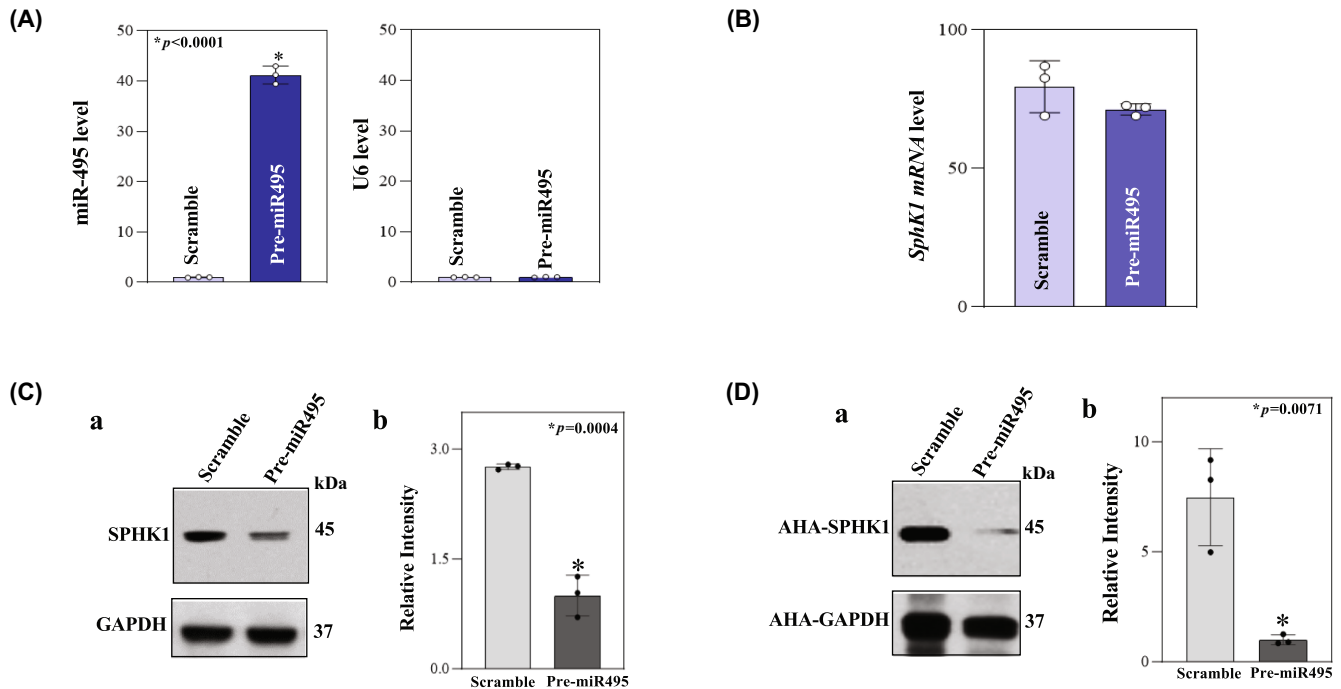 (A)
50
40
30
20
10
0
miR-495 level
*p<0.0001
*
Scramble
Pre-miR495
50
40
30
20
10
0
U6 level
Scramble
Pre-miR495
(B)
100
50
0
SphK1 mRNA level
Scramble
Pre-miR495
(C)
a
Scramble
Pre-miR495
kDa
SPHK1
45
GAPDH
37
b
*p=0.0004
3.0
1.5
0.0
Relative Intensity
*
Scramble Pre-miR495
(D)
a
Scramble
Pre-miR495
kDa
AHA-SPHK1
45
AHA-GAPDH
37
b
*p=0.0071
10
5
0
Relative Intensity
*
Scramble Pre-miR495